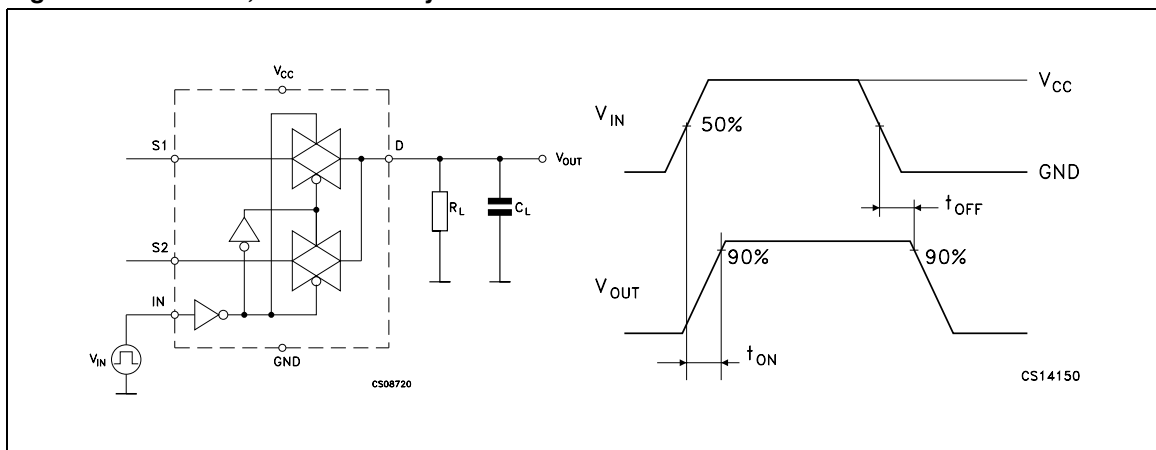 V_CC
S1
D
V_OUT
R_L
C_L
S2
IN
V_IN
GND
CS08720
V_CC
V_IN
50%
GND
t_OFF
90%
90%
V_OUT
t_ON
CS14150